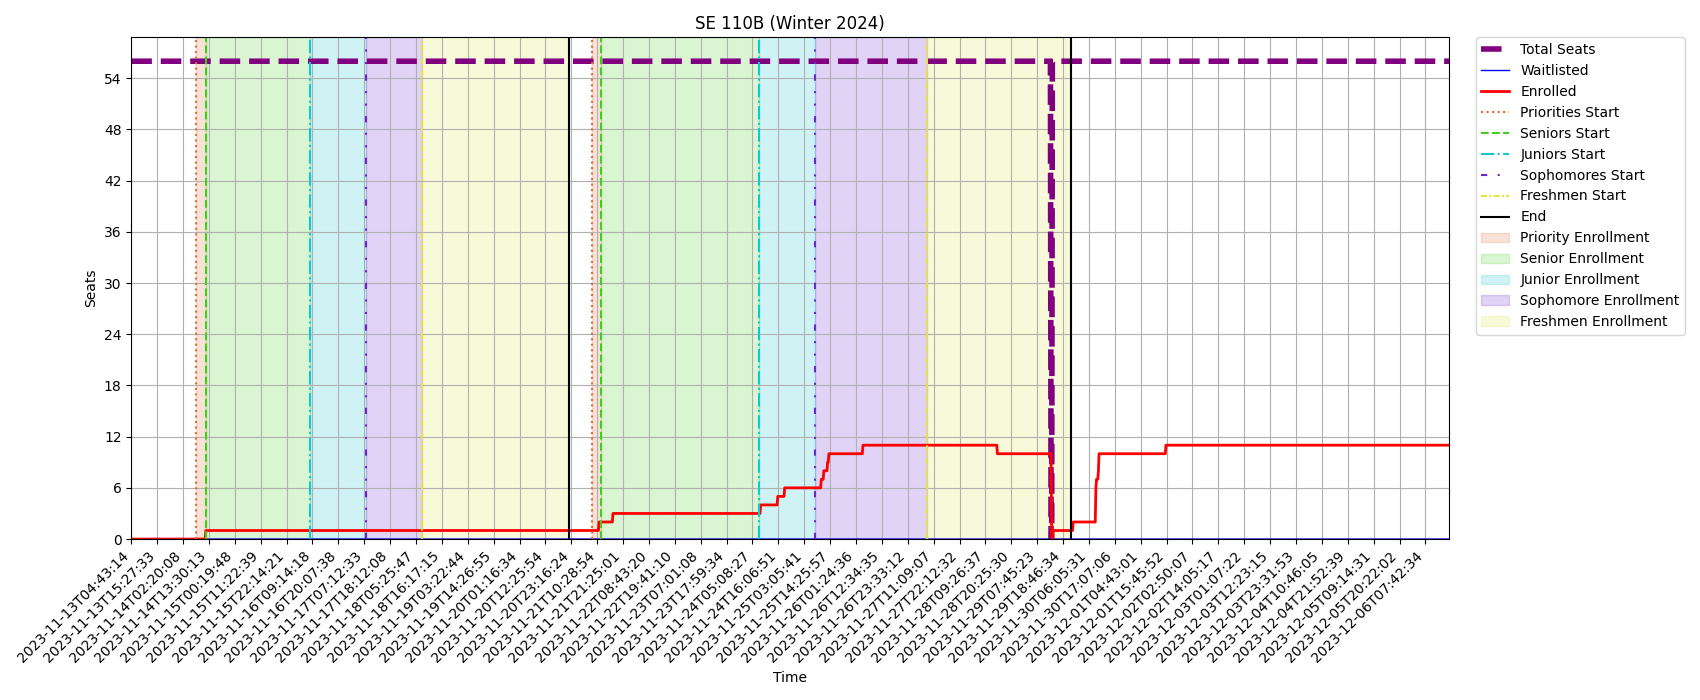 SE 110B (Winter 2024)
Seats
54
48
42
36
30
24
18
12
6
0
2023-11-13T04:43:14
2023-11-13T15:27:33
2023-11-14T02:20:08
2023-11-14T13:30:13
2023-11-15T00:19:48
2023-11-15T11:22:39
2023-11-15T22:14:21
2023-11-16T09:14:18
2023-11-16T20:07:38
2023-11-17T07:12:33
2023-11-17T18:12:08
2023-11-18T05:25:47
2023-11-18T16:17:15
2023-11-19T03:22:44
2023-11-19T14:26:55
2023-11-20T01:16:34
2023-11-20T12:25:54
2023-11-20T23:16:24
2023-11-21T10:28:54
2023-11-21T21:25:01
2023-11-22T08:43:20
2023-11-22T19:41:10
2023-11-23T07:01:08
2023-11-23T17:59:34
2023-11-24T05:08:27
2023-11-24T16:06:51
2023-11-25T03:05:41
2023-11-25T14:25:57
2023-11-26T01:24:36
2023-11-26T12:34:35
2023-11-26T23:33:12
2023-11-27T11:09:07
2023-11-27T22:12:32
2023-11-28T09:26:37
2023-11-28T20:25:30
2023-11-29T07:45:23
2023-11-29T18:46:34
2023-11-30T06:05:31
2023-11-30T17:07:06
2023-12-01T04:43:01
2023-12-01T15:45:52
2023-12-02T02:50:07
2023-12-02T14:05:17
2023-12-03T01:07:22
2023-12-03T12:23:15
2023-12-03T23:31:53
2023-12-04T10:46:05
2023-12-04T21:52:39
2023-12-05T09:14:31
2023-12-05T20:22:02
2023-12-06T07:42:34
Time
Total Seats
Waitlisted
Enrolled
Priorities Start
Seniors Start
Juniors Start
Sophomores Start
Freshmen Start
End
Priority Enrollment
Senior Enrollment
Junior Enrollment
Sophomore Enrollment
Freshmen Enrollment